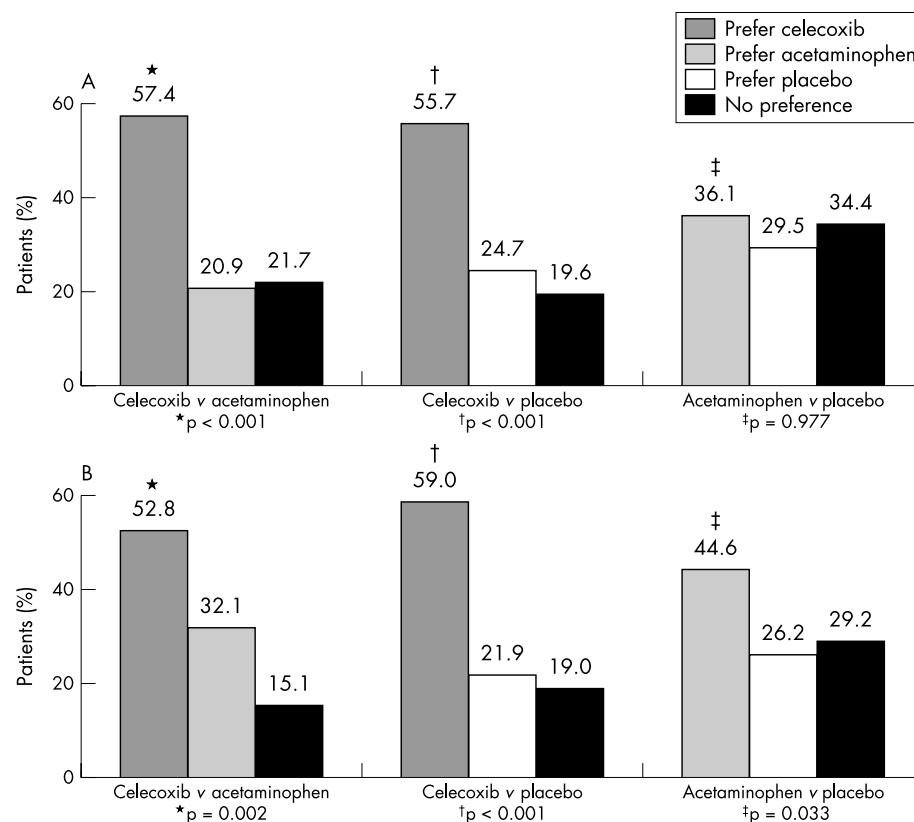 Prefer celecoxib
Prefer acetaminophen
Prefer placebo
No preference
A
★ † ‡
57.4 55.7 36.1
20.9 21.7 24.7 19.6 29.5 34.4
Patients (%)
60
40
20
0
Celecoxib v acetaminophen Celecoxib v placebo Acetaminophen v placebo
★p < 0.001 †p < 0.001 ‡p = 0.977
B
★ † ‡
52.8 59.0 44.6
32.1 15.1 21.9 19.0 26.2 29.2
Patients (%)
60
40
20
0
Celecoxib v acetaminophen Celecoxib v placebo Acetaminophen v placebo
★p = 0.002 †p < 0.001 ‡p = 0.033